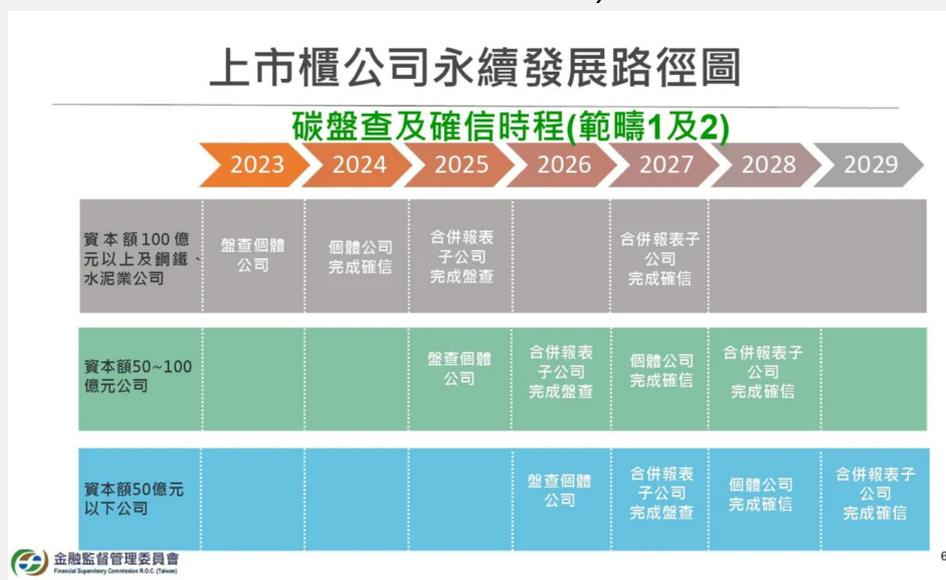 上市櫃公司永續發展路徑圖
碳盤查及確信時程(範疇1及2)
2023
2024
2025
2026
2027
2028
2029
資本額100億
元以上及鋼鐵、
水泥業公司
盤查個體
公司
個體公司
完成確信
合併報表
子公司
完成盤查
合併報表子
公司
完成確信
資本額50~100
億元公司
盤查個體
公司
合併報表
子公司
完成盤查
個體公司
完成確信
合併報表子
公司
完成確信
資本額50億元
以下公司
盤查個體
公司
合併報表
子公司
完成盤查
個體公司
完成確信
合併報表子
公司
完成確信
金融監督管理委員會
Financial Supervisory Commission R.O.C. (Taiwan)
6